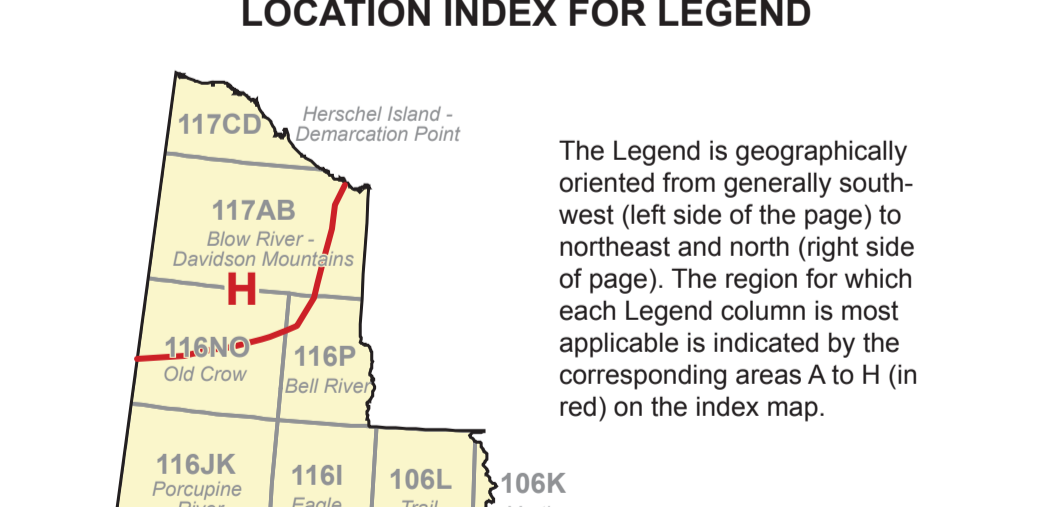 LOCATION INDEX FOR LEGEND
117CD
Herschel Island -
Demarcation Point
117AB
Blow River -
Davidson Mountains
H
116NO
Old Crow
116P
Bell River
116JK
Porcupine
River
116I
Eagle
106L
Trail
106K
The Legend is geographically
oriented from generally south-
west (left side of the page) to
northeast and north (right side
of page). The region for which
each Legend column is most
applicable is indicated by the
corresponding areas A to H (in
red) on the index map.